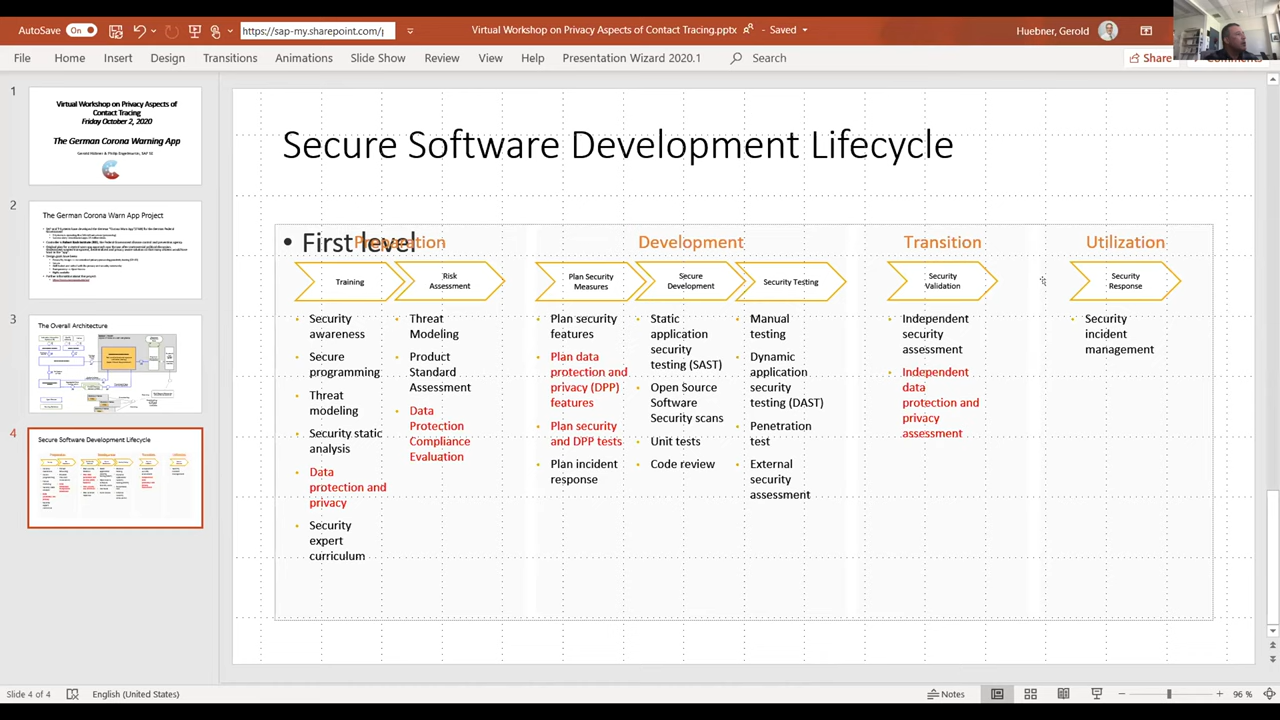 AutoSave On https://sap-my.sharepoint.com/p Virtual Workshop on Privacy Aspects of Contact Tracing.pptx - Saved Huebner, Gerold
File Home Insert Design Transitions Animations Slide Show Review View Help Presentation Wizard 2020.1 Search Share Comments
1
Virtual Workshop on Privacy Aspects of
Contact Tracing
Friday October 2, 2020
The German Corona Warning App
2
The German Corona Warn App Project
3
The Overall Architecture
4
Secure Software Development Lifecycle
Secure Software Development Lifecycle
• First level
Preparation Development Transition Utilization
Training
Risk
Assessment
Plan Security
Measures
Secure
Development
Security Testing
Security
Validation
Security
Response
• Security
awareness
• Secure
programming
• Threat
modeling
• Security static
analysis
• Data
protection and
privacy
• Security
expert
curriculum
• Threat
Modeling
• Product
Standard
Assessment
• Data
Protection
Compliance
Evaluation
• Plan security
features
• Plan data
protection and
privacy (DPP)
features
• Plan security
and DPP tests
• Plan incident
response
• Static
application
security
testing (SAST)
• Open Source
Software
Security scans
• Unit tests
• Code review
• Manual
testing
• Dynamic
application
security
testing (DAST)
• Penetration
test
• External
security
assessment
• Independent
security
assessment
• Independent
data
protection and
privacy
assessment
• Security
incident
management
Slide 4 of 4 English (United States) Notes 96 %